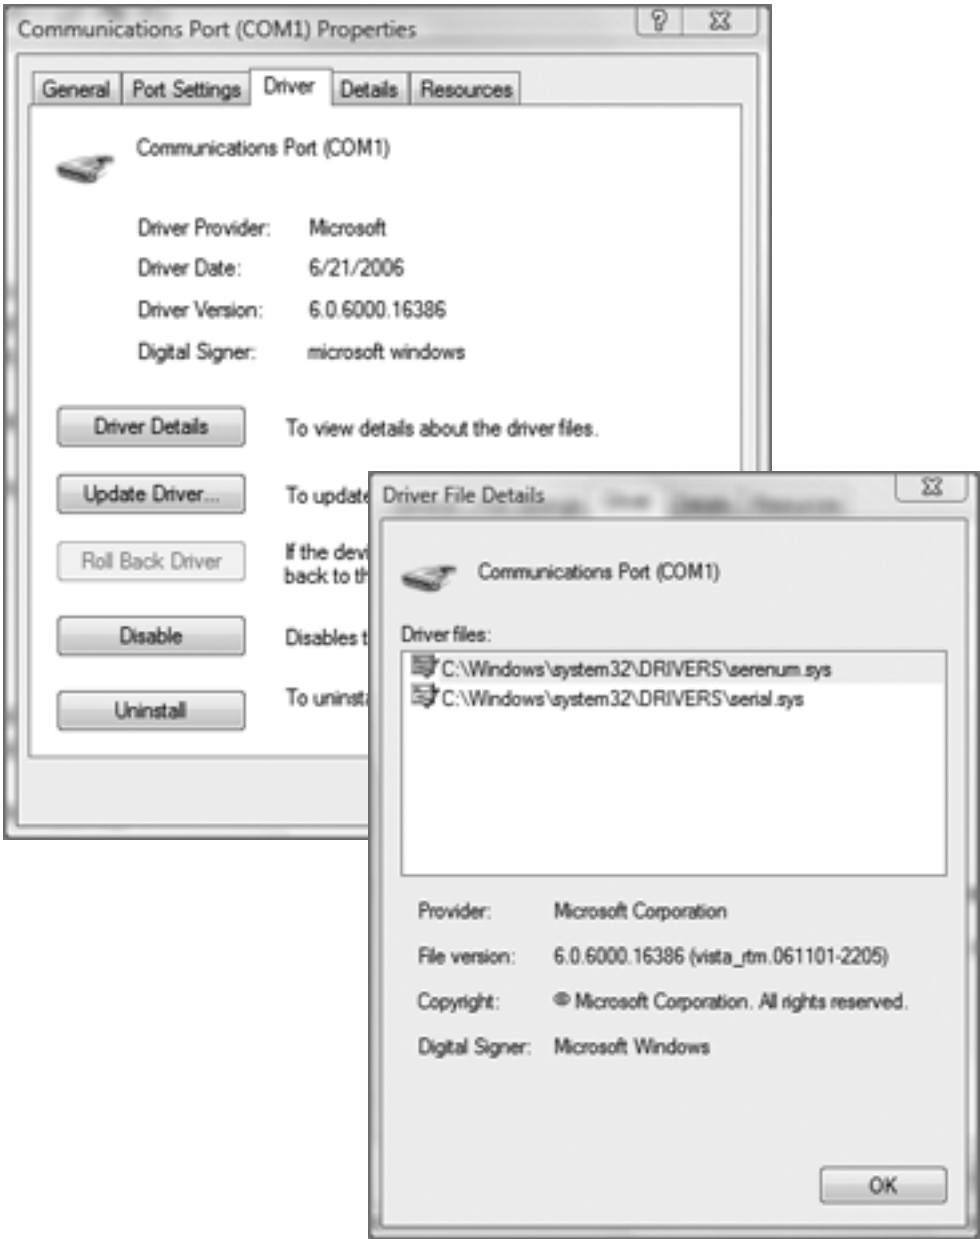 Communications Port (COM1) Properties
General Port Settings Driver Details Resources
Communications Port (COM1)
Driver Provider: Microsoft
Driver Date: 6/21/2006
Driver Version: 6.0.6000.16386
Digital Signer: microsoft windows
Driver Details To view details about the driver files.
Update Driver... To update
Roll Back Driver If the devi
back to th
Disable Disables t
Uninstall To uninsta
Driver File Details
Communications Port (COM1)
Driver files:
C:\Windows\system32\DRIVERS\serenum.sys
C:\Windows\system32\DRIVERS\serial.sys
Provider: Microsoft Corporation
File version: 6.0.6000.16386 (vista_rtm.061101-2205)
Copyright: © Microsoft Corporation. All rights reserved.
Digital Signer: Microsoft Windows
OK